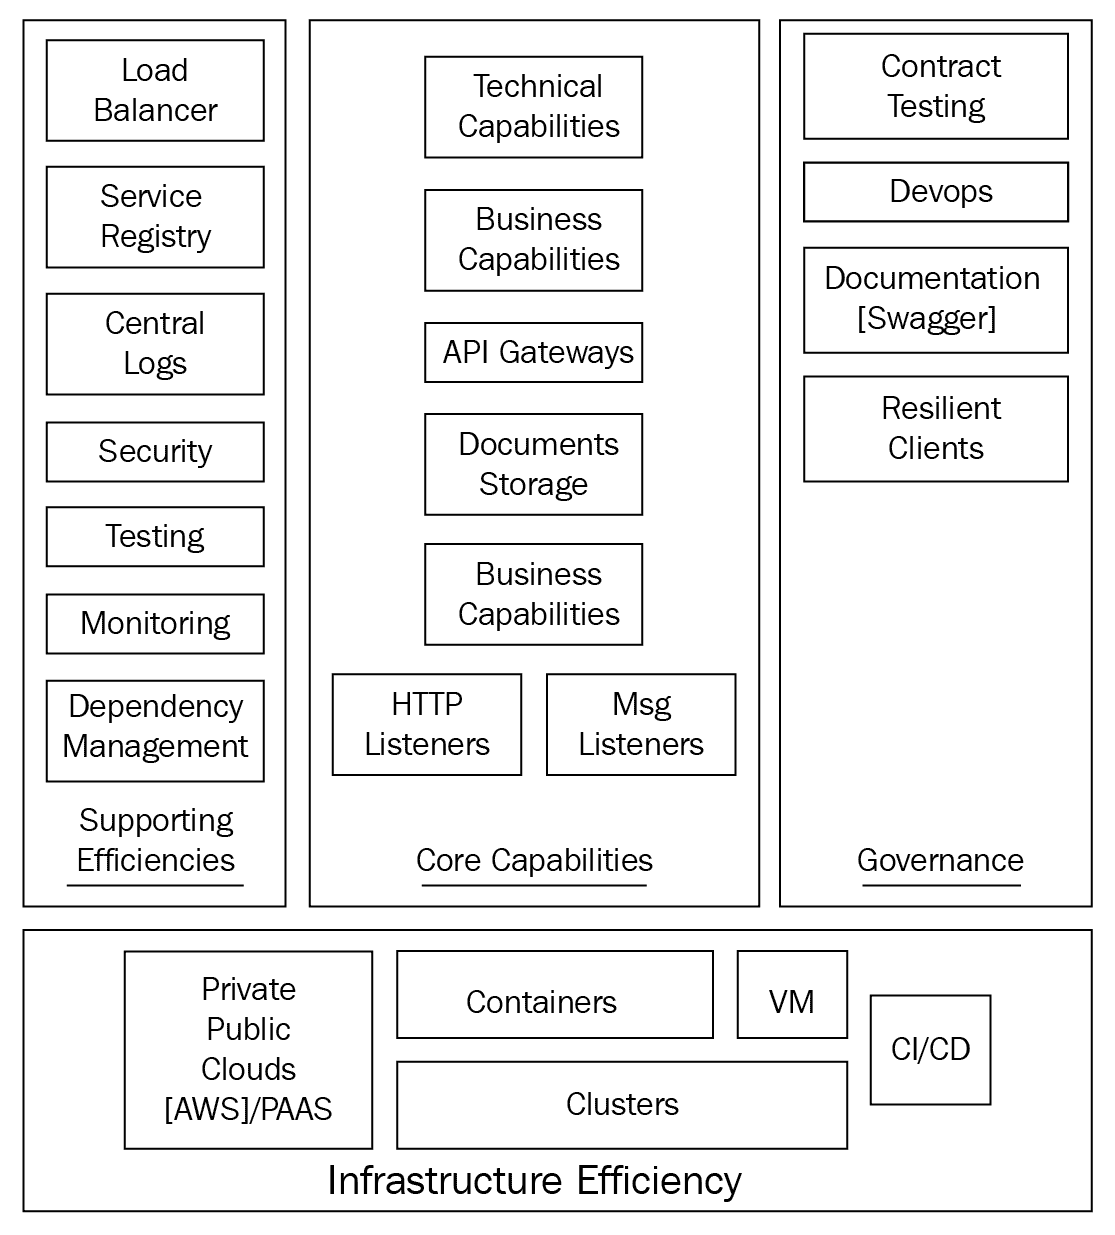 Load
Balancer
Service
Registry
Central
Logs
Security
Testing
Monitoring
Dependency
Management
Supporting
Efficiencies
Technical
Capabilities
Business
Capabilities
API Gateways
Documents
Storage
Business
Capabilities
HTTP
Listeners
Msg
Listeners
Core Capabilities
Contract
Testing
Devops
Documentation
[Swagger]
Resilient
Clients
Governance
Private
Public
Clouds
[AWS]/PAAS
Containers
VM
Clusters
CI/CD
Infrastructure Efficiency